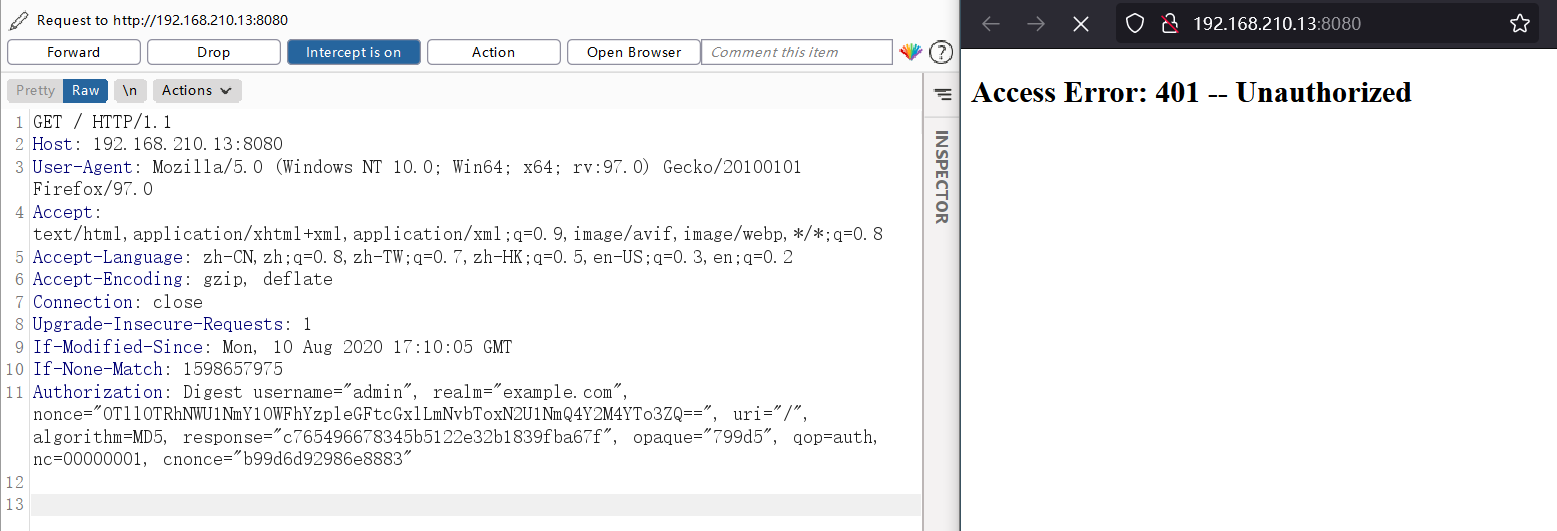 Request to http://192.168.210.13:8080
Forward
Drop
Intercept is on
Action
Open Browser
Comment this item
?
Pretty
Raw
\n
Actions
1 GET / HTTP/1.1
2 Host: 192.168.210.13:8080
3 User-Agent: Mozilla/5.0 (Windows NT 10.0; Win64; x64; rv:97.0) Gecko/20100101
Firefox/97.0
4 Accept:
text/html,application/xhtml+xml,application/xml;q=0.9,image/avif,image/webp,*/*;q=0.8
5 Accept-Language: zh-CN,zh;q=0.8,zh-TW;q=0.7,zh-HK;q=0.5,en-US;q=0.3,en;q=0.2
6 Accept-Encoding: gzip, deflate
7 Connection: close
8 Upgrade-Insecure-Requests: 1
9 If-Modified-Since: Mon, 10 Aug 2020 17:10:05 GMT
10 If-None-Match: 1598657975
11 Authorization: Digest username="admin", realm="example.com",
nonce="OTllOTRhNWU1NmY1OWFhYzpleGFtcGxlLmNvbToxN2U1NmQ4Y2M4YTo3ZQ==", uri="/",
algorithm=MD5, response="c765496678345b5122e32b1839fba67f", opaque="799d5", qop=auth,
nc=00000001, cnonce="b99d6d92986e8883"
12
13
INSPECTOR
192.168.210.13:8080
Access Error: 401 -- Unauthorized